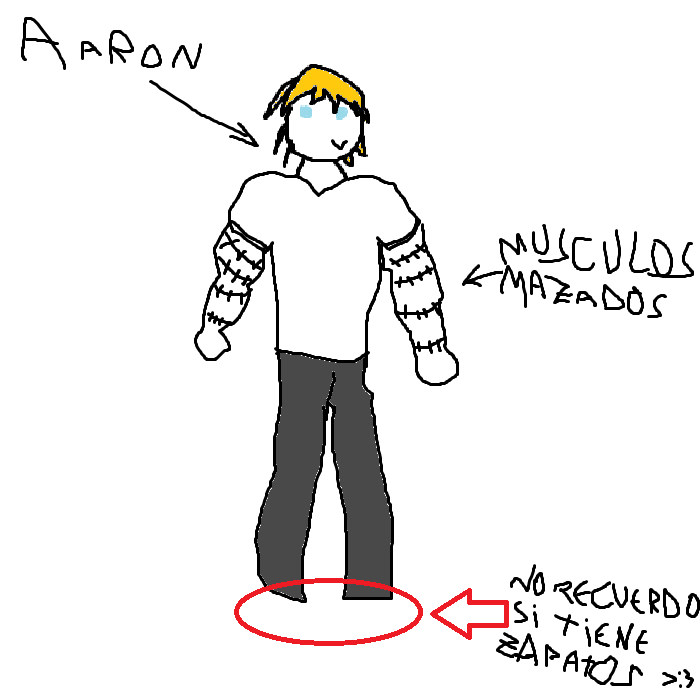 AARON
MUSCULOS
MAZADOS
NO RECUERDO
Si TiENE
ZAPATOS >:3